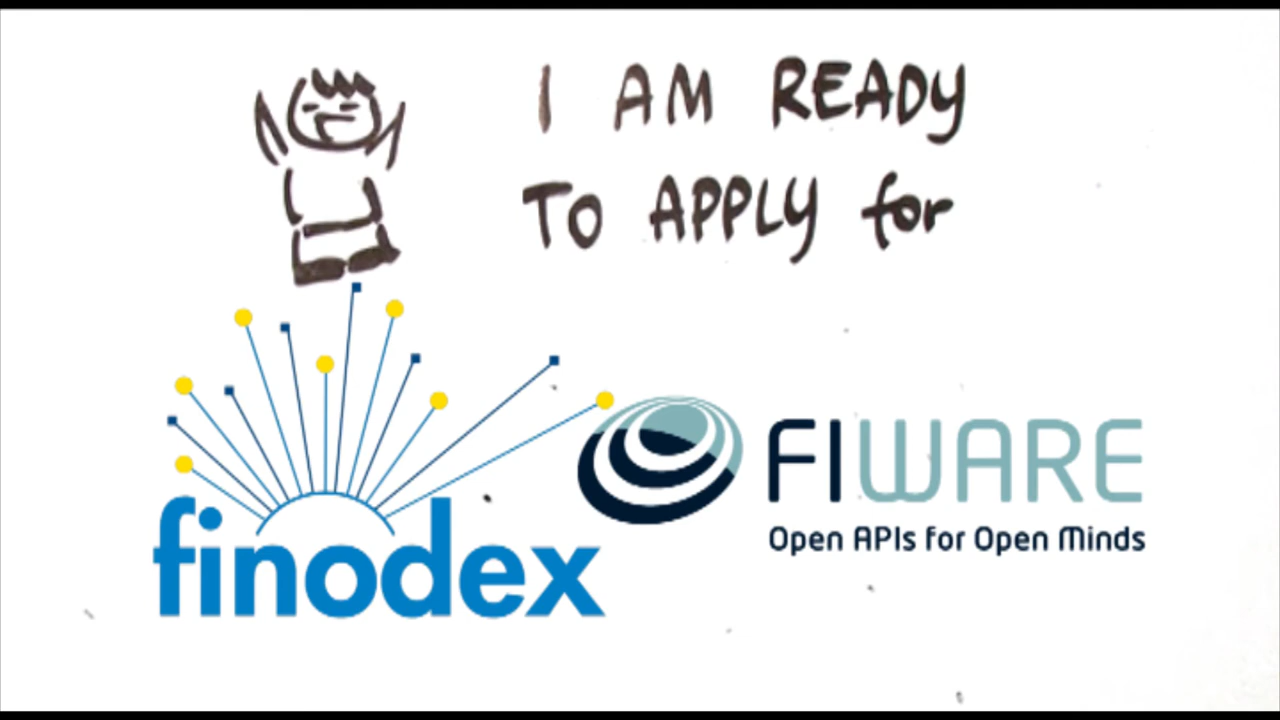 I AM READY
TO APPLY for
finodex
FIWARE
Open APIs for Open Minds